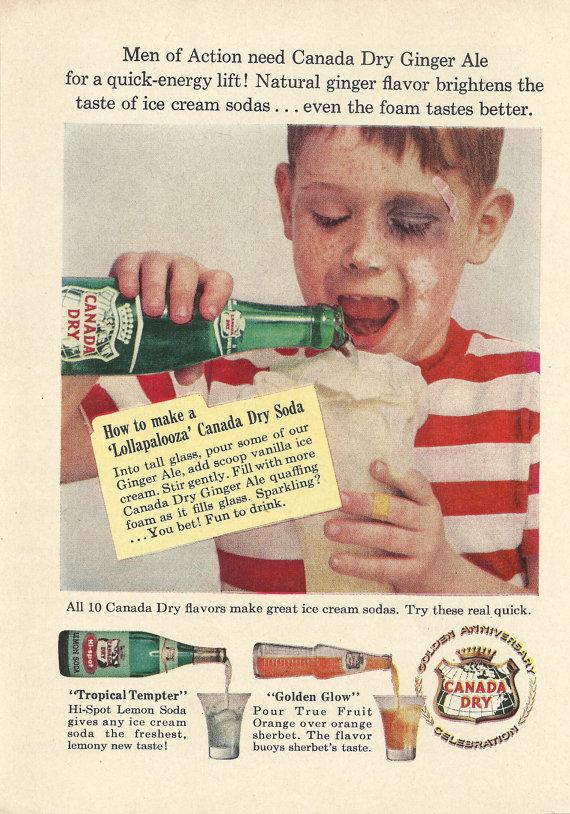 Men of Action need Canada Dry Ginger Ale
for a quick-energy lift! Natural ginger flavor brightens the
taste of ice cream sodas . . . even the foam tastes better.
CANADA
DRY
How to make a
'Lollapalooza' Canada Dry Soda
Into tall glass, pour some of our
Ginger Ale, add scoop vanilla ice
cream. Stir gently. Fill with more
Canada Dry Ginger Ale quaffing
foam as it fills glass. Sparkling?
. . . You bet! Fun to drink.
All 10 Canada Dry flavors make great ice cream sodas. Try these real quick.
Hi-Spot
LEMON SODA
"Tropical Tempter"
Hi-Spot Lemon Soda
gives any ice cream
soda the freshest,
lemony new taste!
"Golden Glow"
Pour True Fruit
Orange over orange
sherbet. The flavor
buoys sherbet's taste.
GOLDEN ANNIVERSARY
CANADA
DRY
CELEBRATION